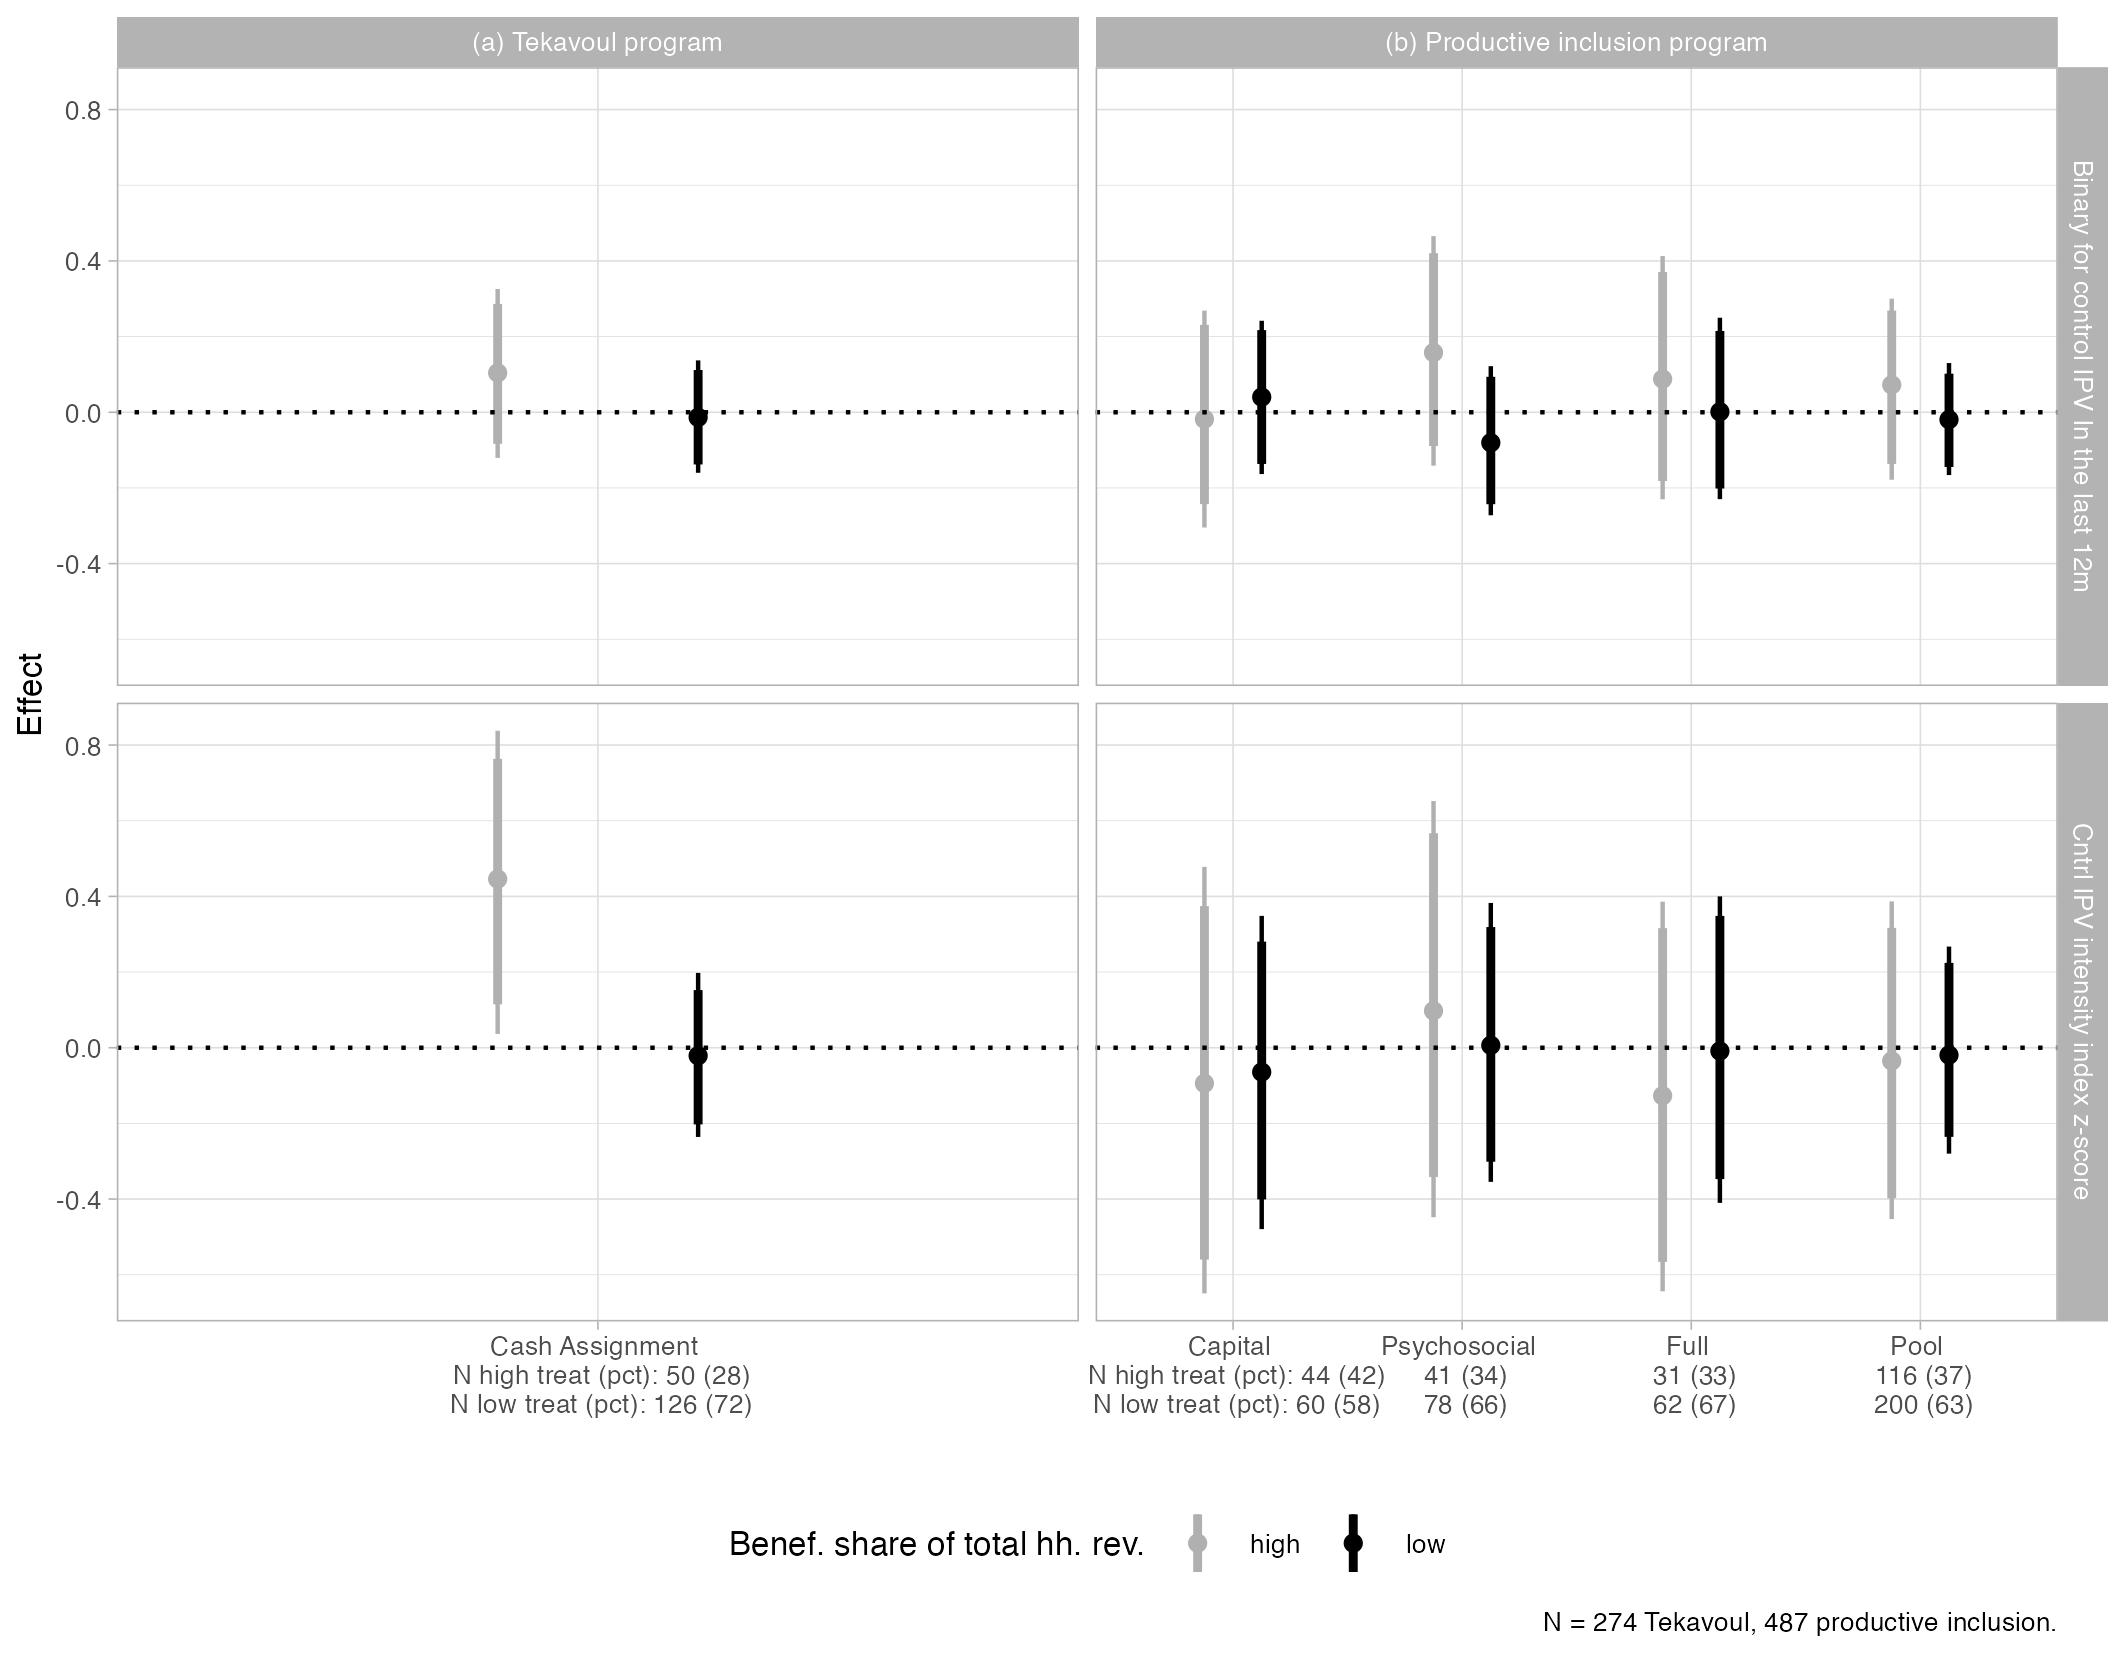 (a) Tekavoul program
(b) Productive inclusion program
0.8
0.4
0.0
-0.4
Binary for control IPV In the last 12m
Effect
0.8
0.4
0.0
-0.4
Cntrl IPV intensity index z-score
Cash Assignment
N high treat (pct): 50 (28)
N low treat (pct): 126 (72)
Capital
N high treat (pct): 44 (42)
N low treat (pct): 60 (58)
Psychosocial
41 (34)
78 (66)
Full
31 (33)
62 (67)
Pool
116 (37)
200 (63)
Benef. share of total hh. rev. high low
N = 274 Tekavoul, 487 productive inclusion.